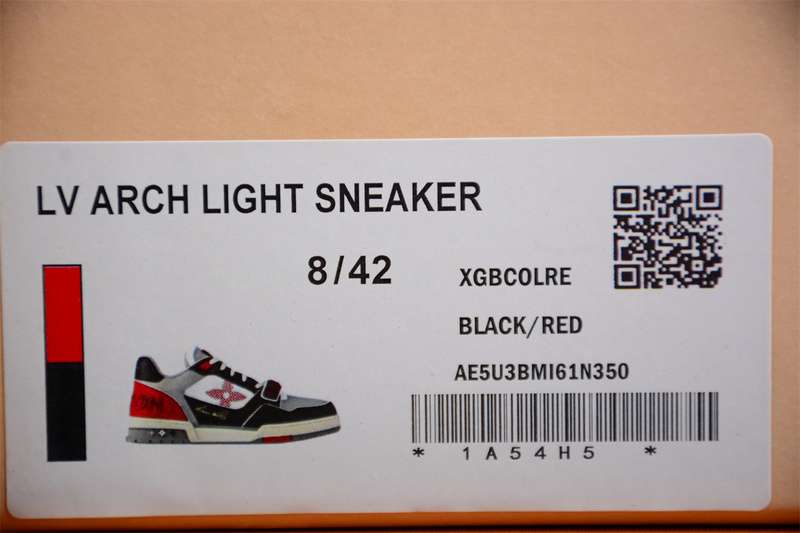 LV ARCH LIGHT SNEAKER
8/42
XGBCOLRE
BLACK/RED
AE5U3BMI61N350
* 1A54H5 *